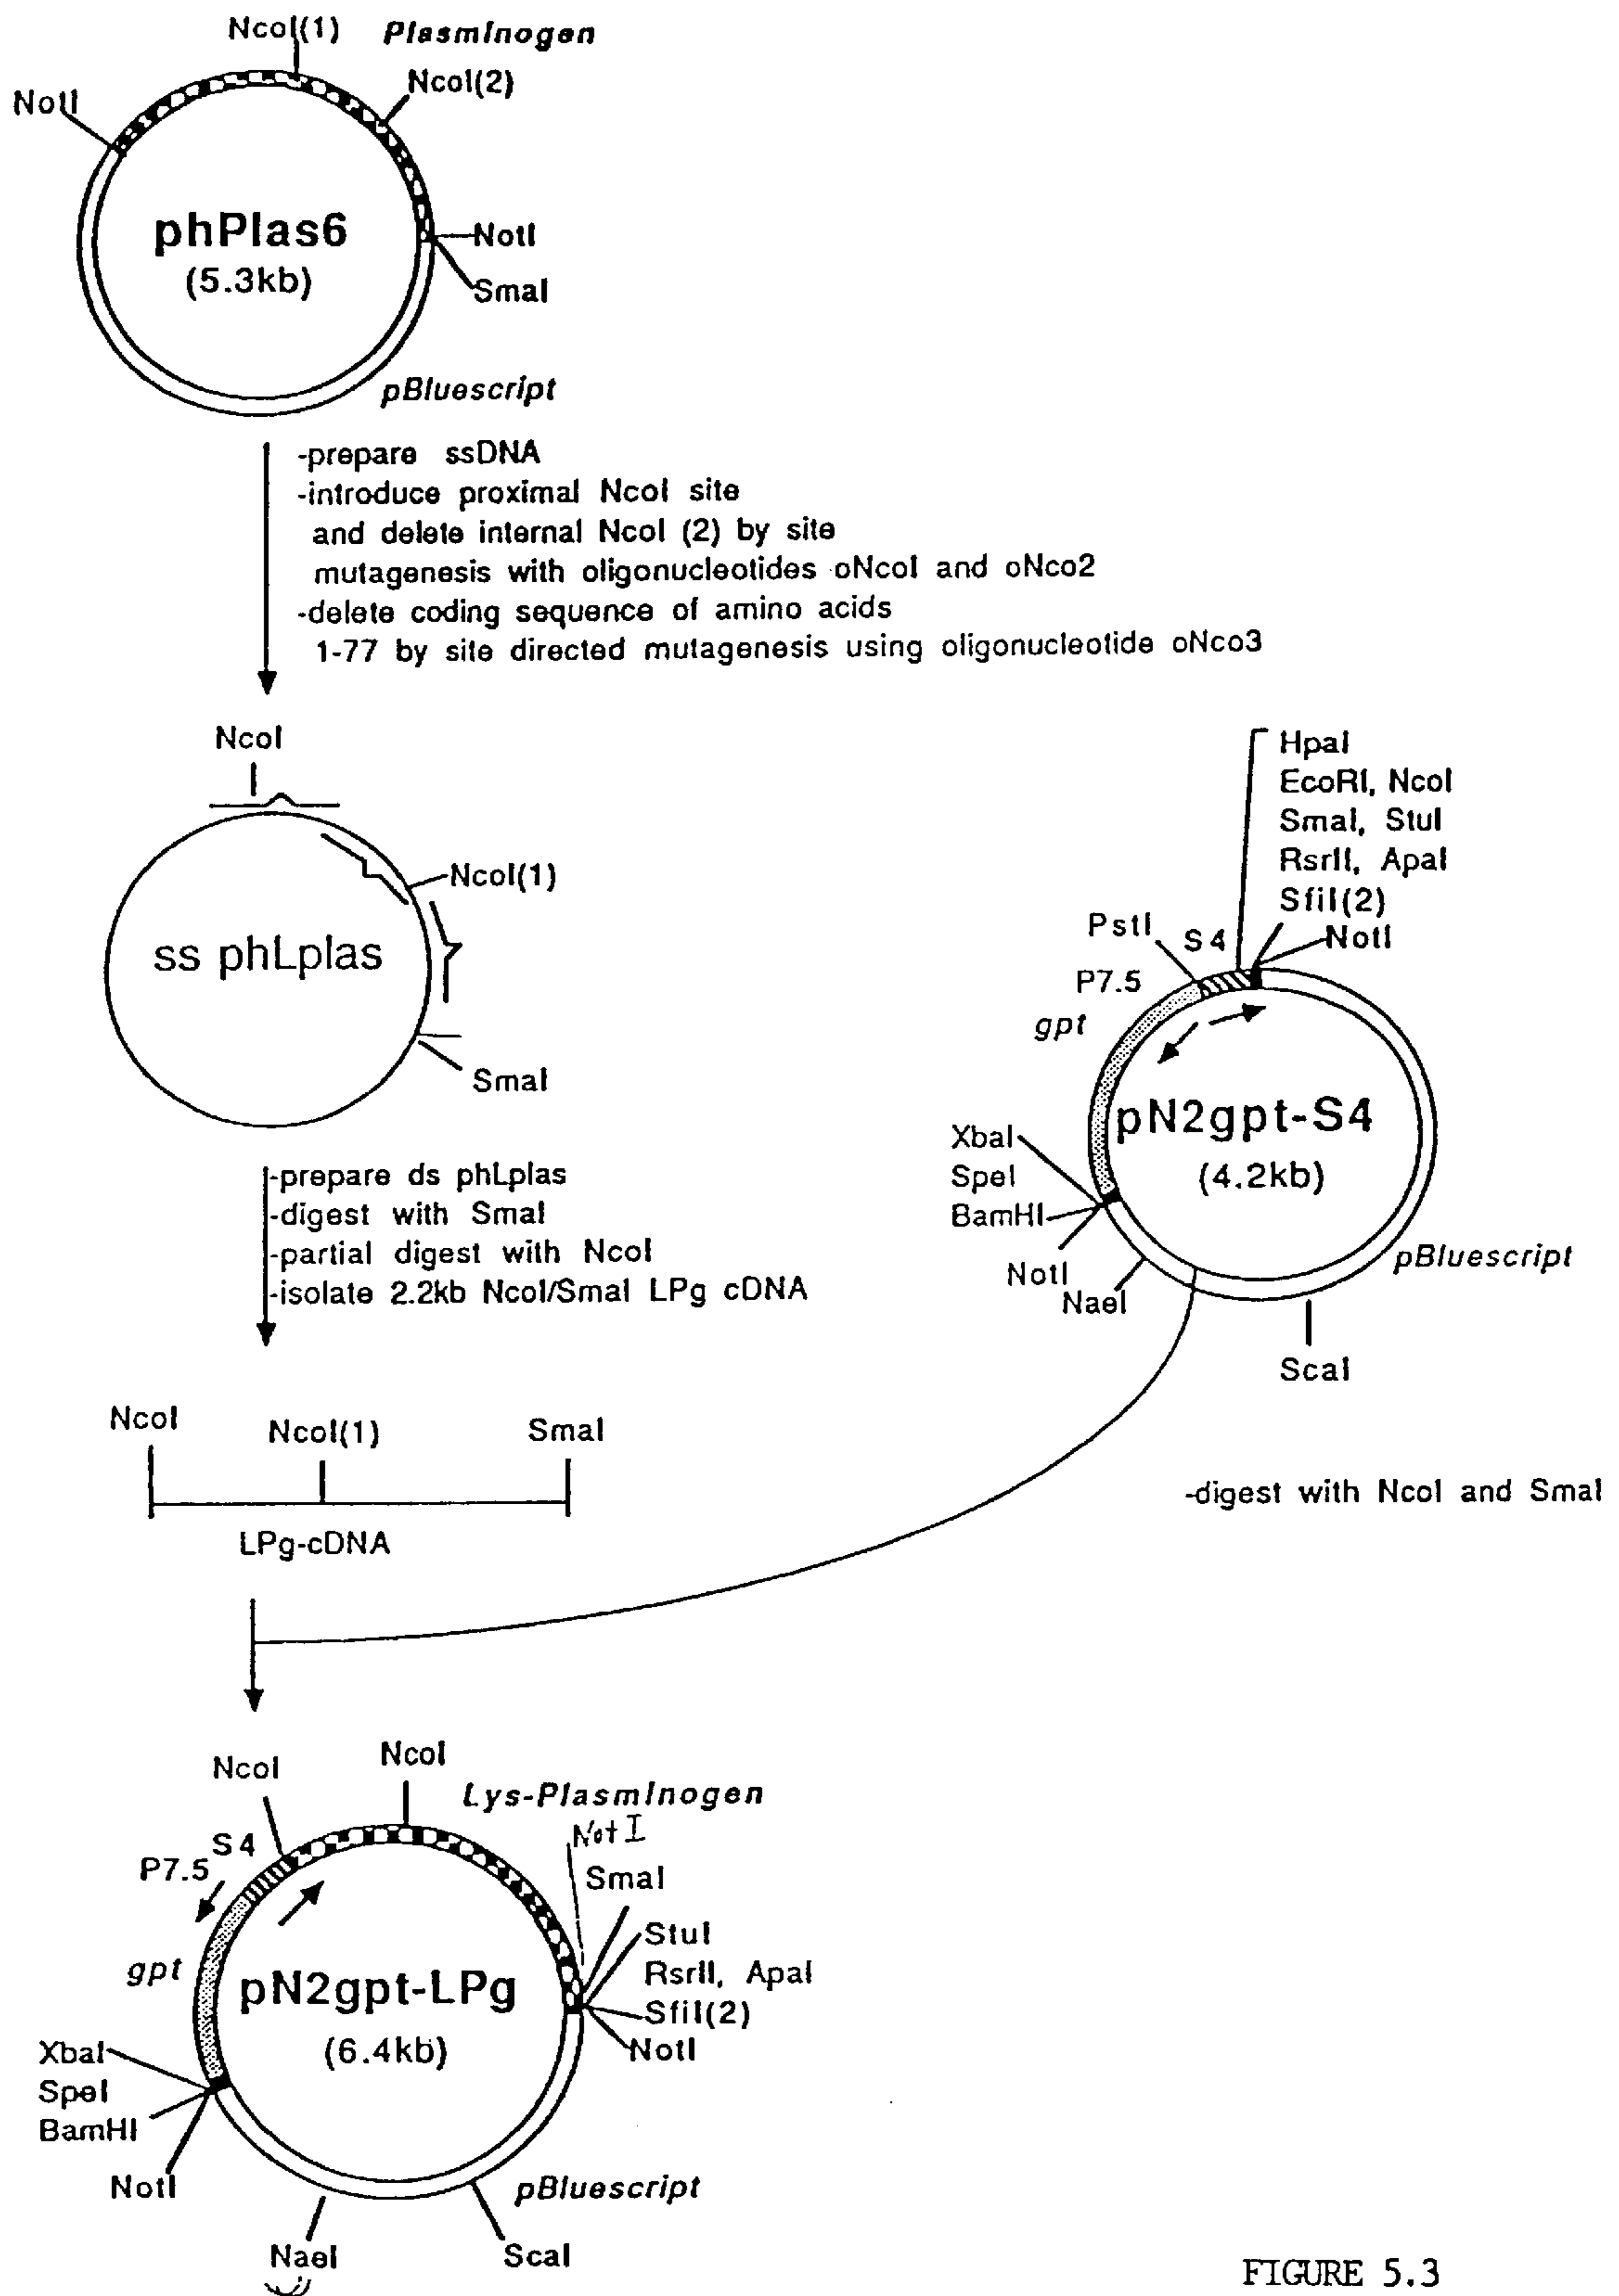 NcoI(1)
Plasminogen
NcoI(2)
NotI
phPlas6
(5.3kb)
NotI
SmaI
pBluescript
-prepare ssDNA
-introduce proximal NcoI site
and delete internal NcoI (2) by site
mutagenesis with oligonucleotides oNcoI and oNco2
-delete coding sequence of amino acids
1-77 by site directed mutagenesis using oligonucleotide oNco3
NcoI
NcoI(1)
ss phLplas
SmaI
HpaI
EcoRI, NcoI
SmaI, StuI
RsrII, ApaI
SfiI(2)
NotI
PstI
S4
P7.5
gpt
pN2gpt-S4
(4.2kb)
XbaI
SpeI
BamHI
NotI
NaeI
pBluescript
ScaI
-prepare ds phLplas
-digest with SmaI
-partial digest with NcoI
-isolate 2.2kb NcoI/SmaI LPg cDNA
NcoI
NcoI(1)
SmaI
LPg-cDNA
-digest with NcoI and SmaI
NcoI
NcoI
Lys-Plasminogen
Not I
SmaI
S4
P7.5
StuI
RsrII, ApaI
SfiI(2)
NotI
gpt
pN2gpt-LPg
(6.4kb)
XbaI
SpeI
BamHI
NotI
pBluescript
NaeI
ScaI
FIGURE 5.3